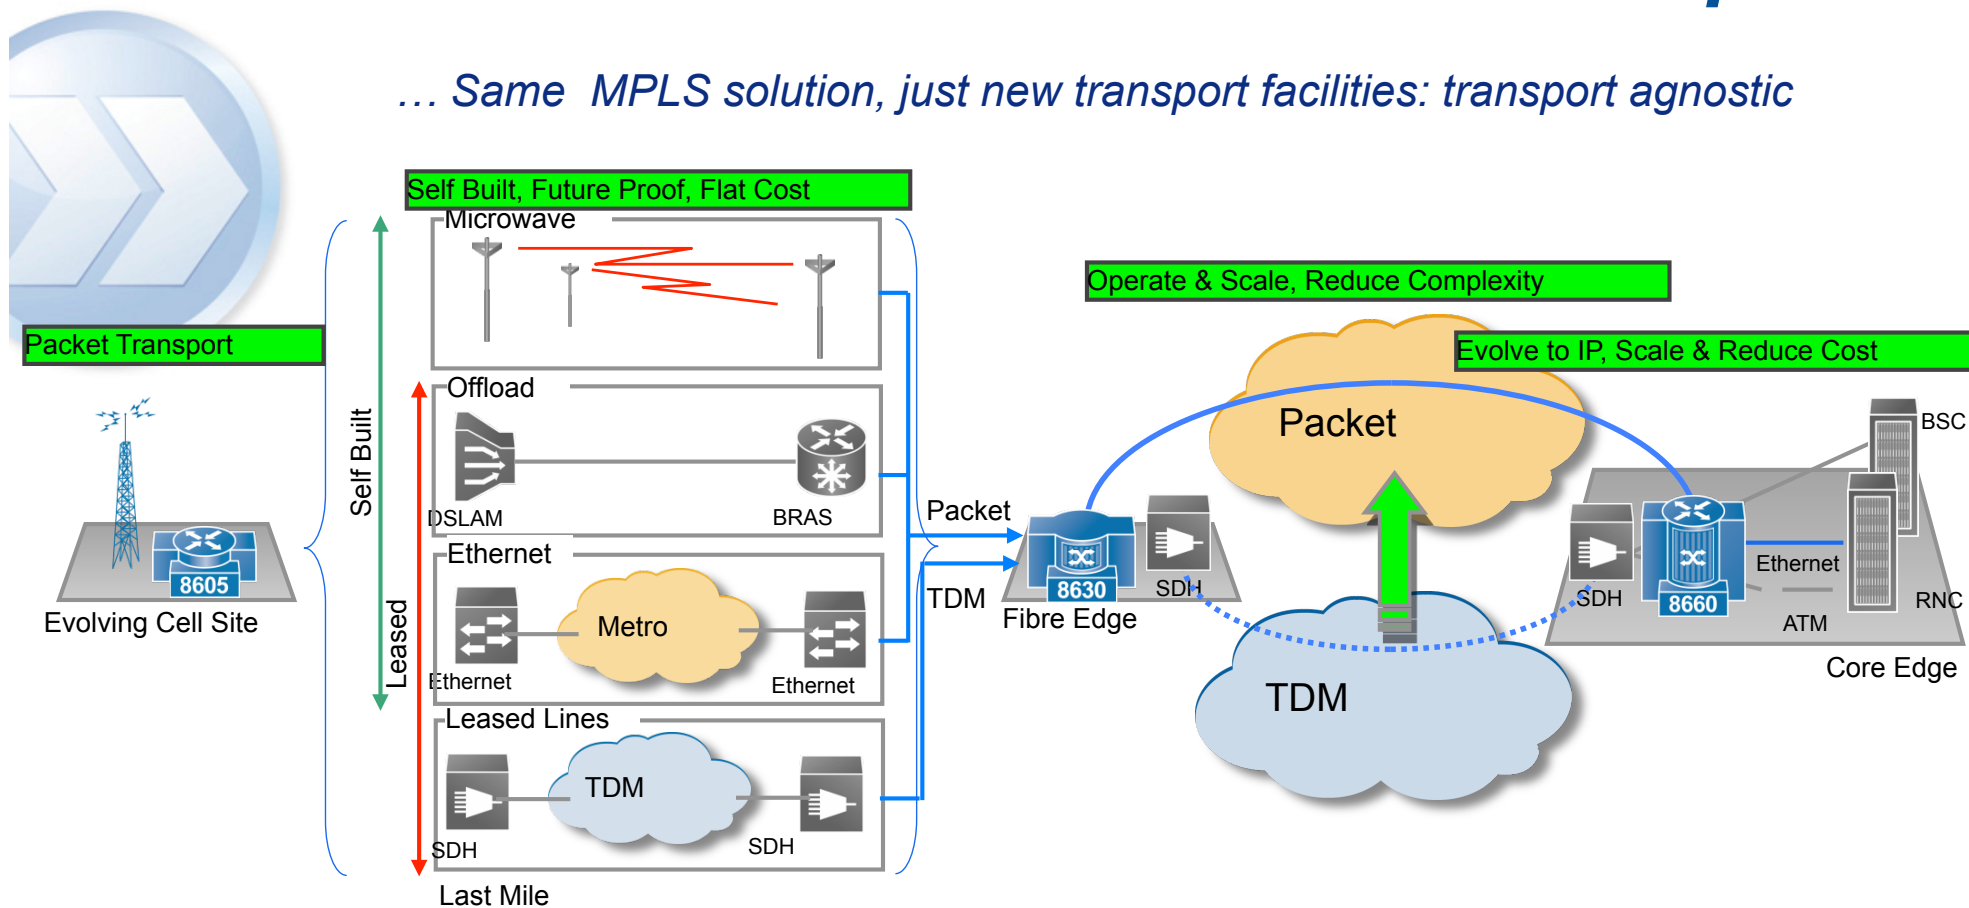 … Same MPLS solution, just new transport facilities: transport agnostic
Self Built, Future Proof, Flat Cost
Microwave
Operate & Scale, Reduce Complexity
Packet Transport
Evolve to IP, Scale & Reduce Cost
Offload
Self Built
Packet
BSC
DSLAM
BRAS
Packet
Ethernet
Ethernet
8605
8630
SDH
SDH
8660
RNC
TDM
Evolving Cell Site
Metro
Fibre Edge
ATM
Leased
Ethernet
Ethernet
Core Edge
TDM
Leased Lines
TDM
SDH
SDH
Last Mile